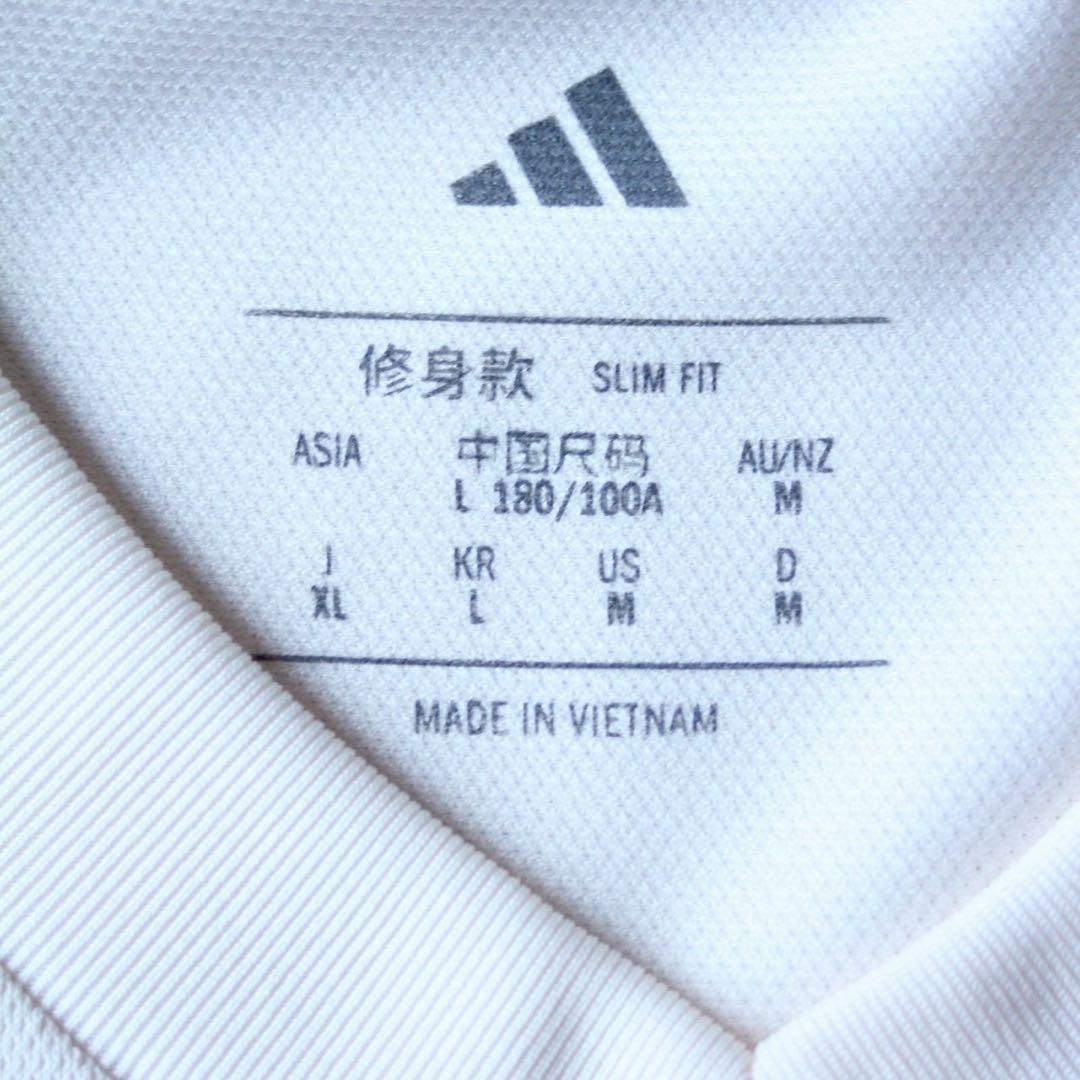 修身款 SLIM FIT
ASIA 中国尺码 AU/NZ
L 180/100A M
J KR US D
XL L M M
MADE IN VIETNAM